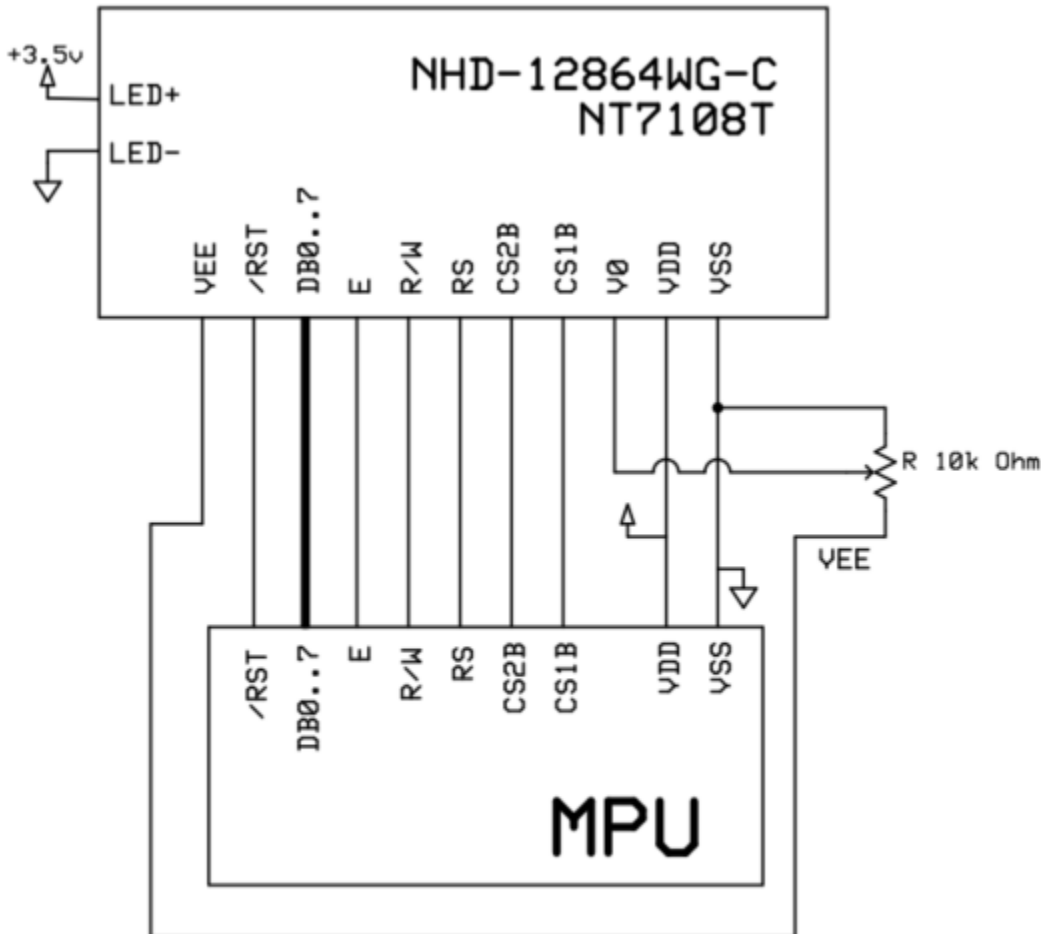 +3.5v
NHD-12864WG-C
NT7108T
LED+
LED-
VEE
/RST
DB0..7
E
R/W
RS
CS2B
CS1B
V0
VDD
VSS
R 10k Ohm
VEE
/RST
DB0..7
E
R/W
RS
CS2B
CS1B
VDD
VSS
MPU